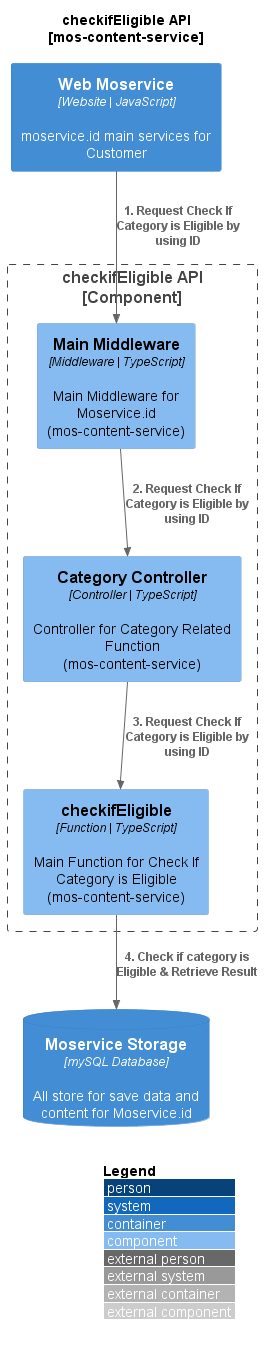 checkifEligible API
[mos-content-service]
Web Moservice
[Website | JavaScript]
moservice.id main services for
Customer
1. Request Check If
Category is Eligible by
using ID
checkifEligible API
[Component]
Main Middleware
[Middleware | TypeScript]
Main Middleware for
Moservice.id
(mos-content-service)
2. Request Check If
Category is Eligible by
using ID
Category Controller
[Controller | TypeScript]
Controller for Category Related
Function
(mos-content-service)
3. Request Check If
Category is Eligible by
using ID
checkifEligible
[Function | TypeScript]
Main Function for Check If
Category is Eligible
(mos-content-service)
4. Check if category is
Eligible & Retrieve Result
Moservice Storage
[mySQL Database]
All store for save data and
content for Moservice.id
Legend
person
system
container
component
external person
external system
external container
external component